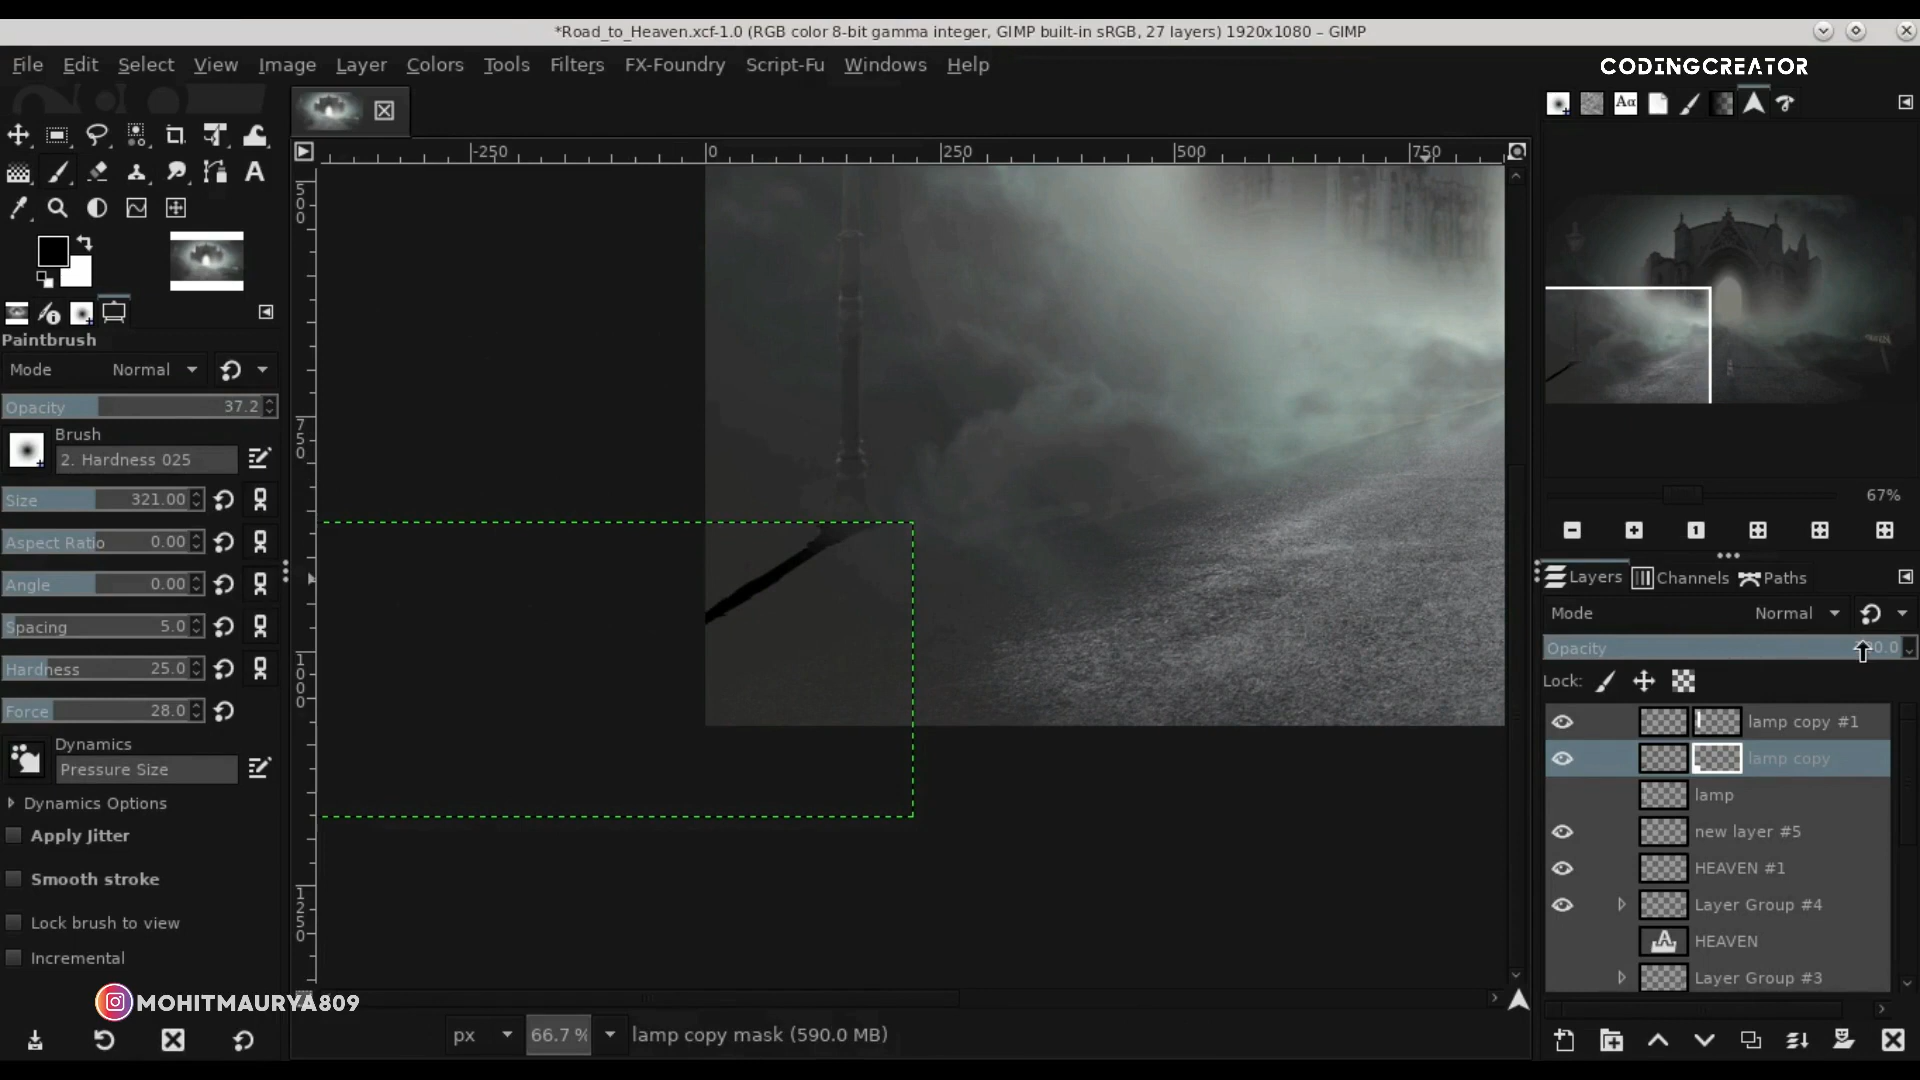 *Road_to_Heaven.xcf-1.0 (RGB color 8-bit gamma integer, GIMP built-in sRGB, 27 layers) 1920x1080 – GIMP
File Edit Select View Image Layer Colors Tools Filters FX-Foundry Script-Fu Windows Help
CODINGCREATOR
Aα
-250 0 250 500 750
500
750
1000
1250
A
Paintbrush
Mode Normal
Opacity 37.2
Brush
2. Hardness 025
Size 321.00
Aspect Ratio 0.00
Angle 0.00
Spacing 5.0
Hardness 25.0
Force 28.0
Dynamics
Pressure Size
Dynamics Options
Apply Jitter
Smooth stroke
Lock brush to view
Incremental
MOHITMAURYA809
px 66.7 % lamp copy mask (590.0 MB)
67%
1
Layers Channels Paths
Mode Normal
Opacity
Lock:
lamp copy #1
lamp copy
lamp
new layer #5
HEAVEN #1
Layer Group #4
HEAVEN
Layer Group #3